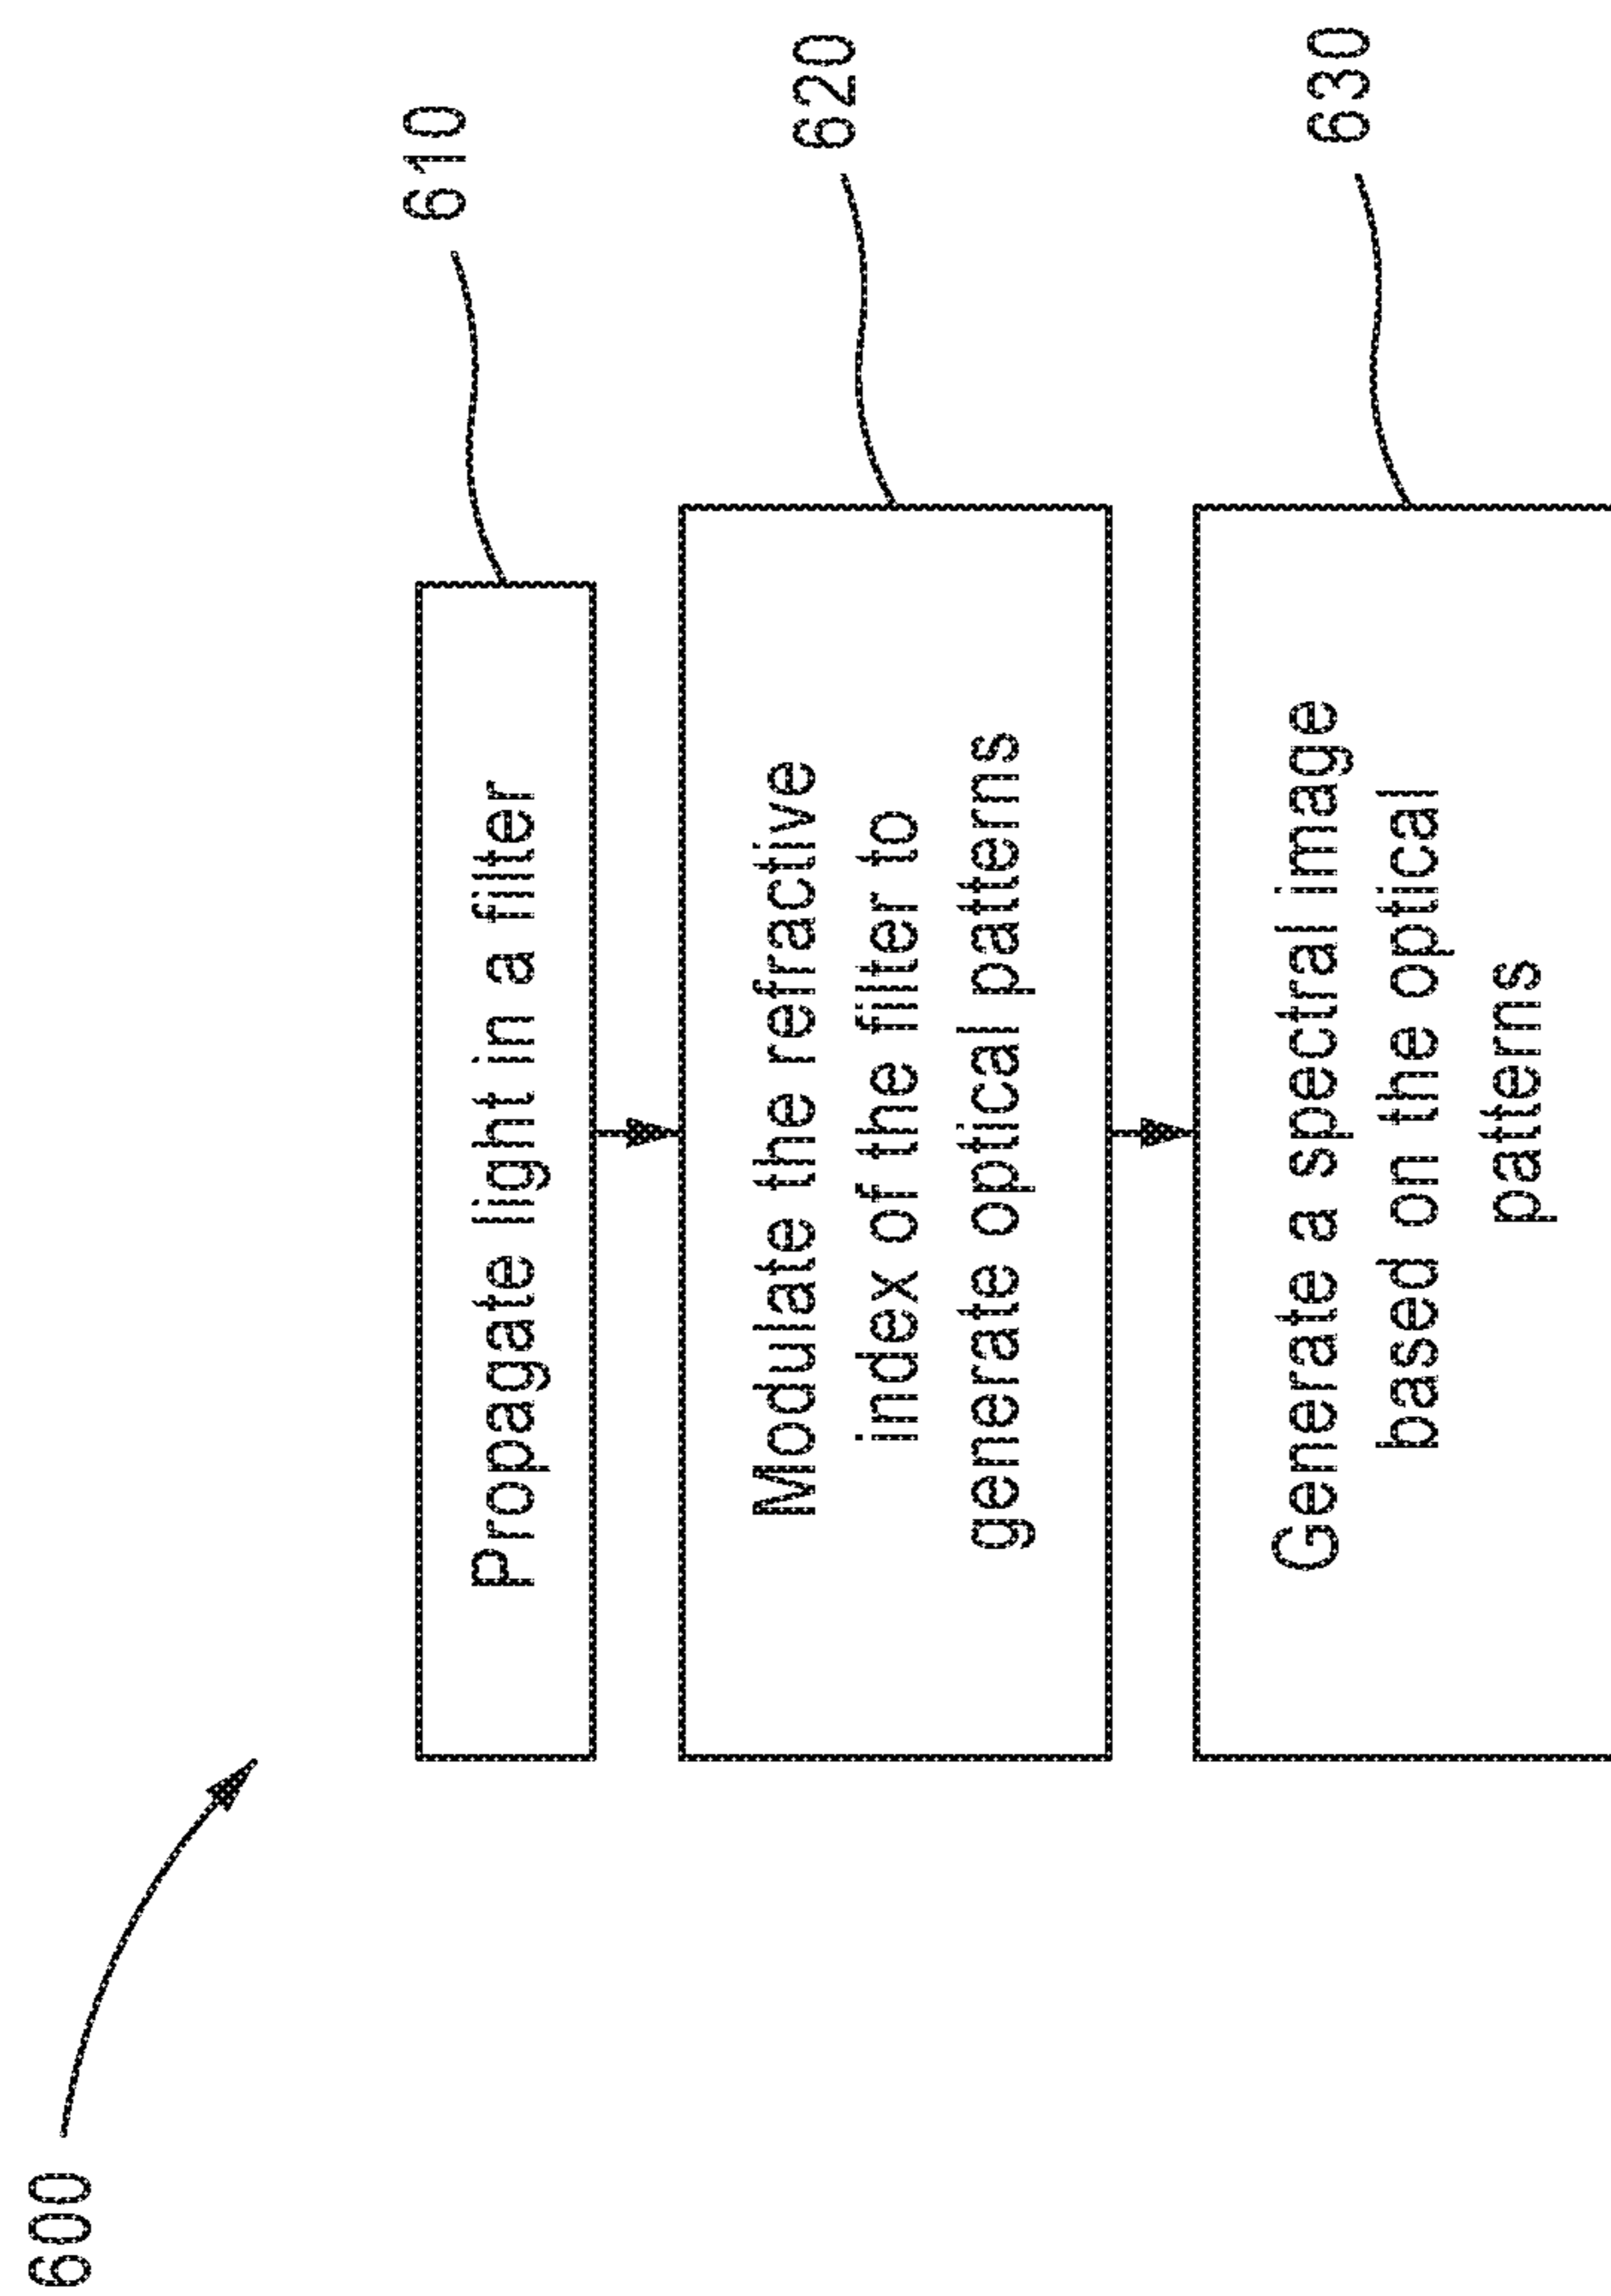 600
610
Propagate light in a filter
620
Modulate the refractive
index of the filter to
generate optical patterns
630
Generate a spectral image
based on the optical
patterns